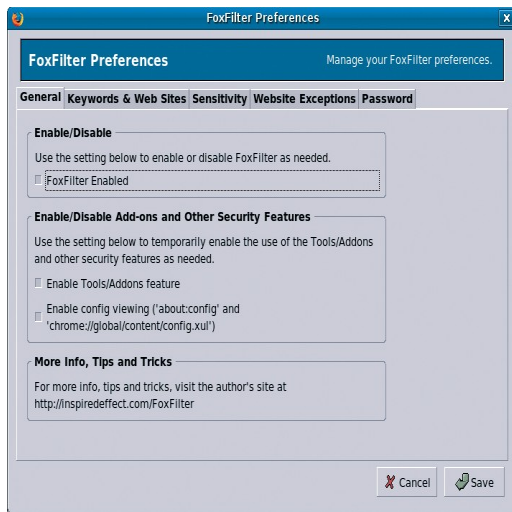 FoxFilter Preferences
X
FoxFilter Preferences
Manage your FoxFilter preferences.
General Keywords & Web Sites Sensitivity Website Exceptions Password
Enable/Disable
Use the setting below to enable or disable FoxFilter as needed.
FoxFilter Enabled
Enable/Disable Add-ons and Other Security Features
Use the setting below to temporarily enable the use of the Tools/Addons
and other security features as needed.
Enable Tools/Addons feature
Enable config viewing ('about:config' and
'chrome://global/content/config.xul')
More Info, Tips and Tricks
For more info, tips and tricks, visit the author's site at
http://inspiredeffect.com/FoxFilter
Cancel Save